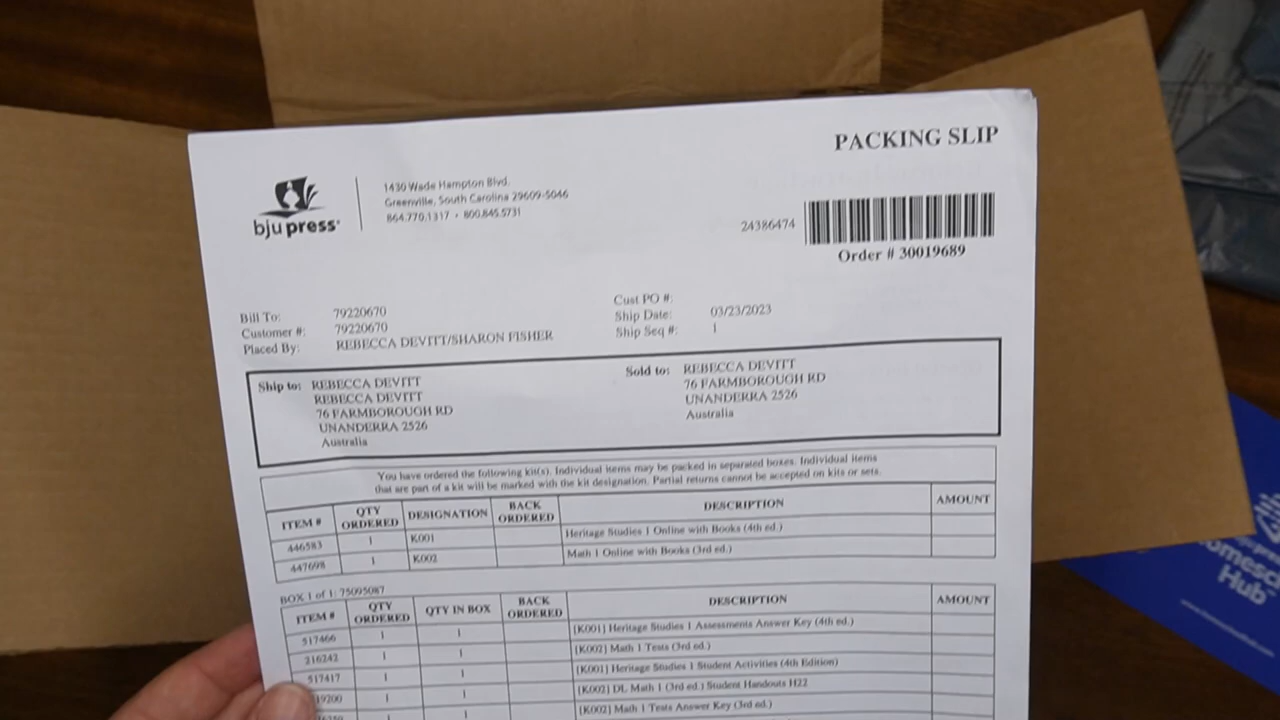 PACKING SLIP
bju press
1430 Wade Hampton Blvd.
Greenville, South Carolina 29609-5046
864.770.1317 • 800.845.5731
24386474
Order # 30019689
Bill To: 79220670
Customer #: 79220670
Placed By: REBECCA DEVITT/SHARON FISHER
Cust PO #:
Ship Date: 03/23/2023
Ship Seq #: 1
Ship to: REBECCA DEVITT
REBECCA DEVITT
76 FARMBOROUGH RD
UNANDERRA 2526
Australia
Sold to: REBECCA DEVITT
76 FARMBOROUGH RD
UNANDERRA 2526
Australia
You have ordered the following kit(s). Individual items may be packed in separated boxes. Individual items
that are part of a kit will be marked with the kit designation. Partial returns cannot be accepted on kits or sets.
ITEM # QTY ORDERED DESIGNATION BACK ORDERED DESCRIPTION AMOUNT
446583 1 K001 Heritage Studies 1 Online with Books (4th ed.)
447698 1 K002 Math 1 Online with Books (3rd ed.)
BOX 1 of 1: 75095087
ITEM # QTY ORDERED QTY IN BOX BACK ORDERED DESCRIPTION AMOUNT
517466 1 1 [K001] Heritage Studies 1 Assessments Answer Key (4th ed.)
216242 1 1 [K002] Math 1 Tests (3rd ed.)
517417 1 1 [K001] Heritage Studies 1 Student Activities (4th Edition)
19200 1 1 [K002] DL Math 1 (3rd ed.) Student Handouts H22
1 [K002] Math 1 Tests Answer Key (3rd ed.)
Hub